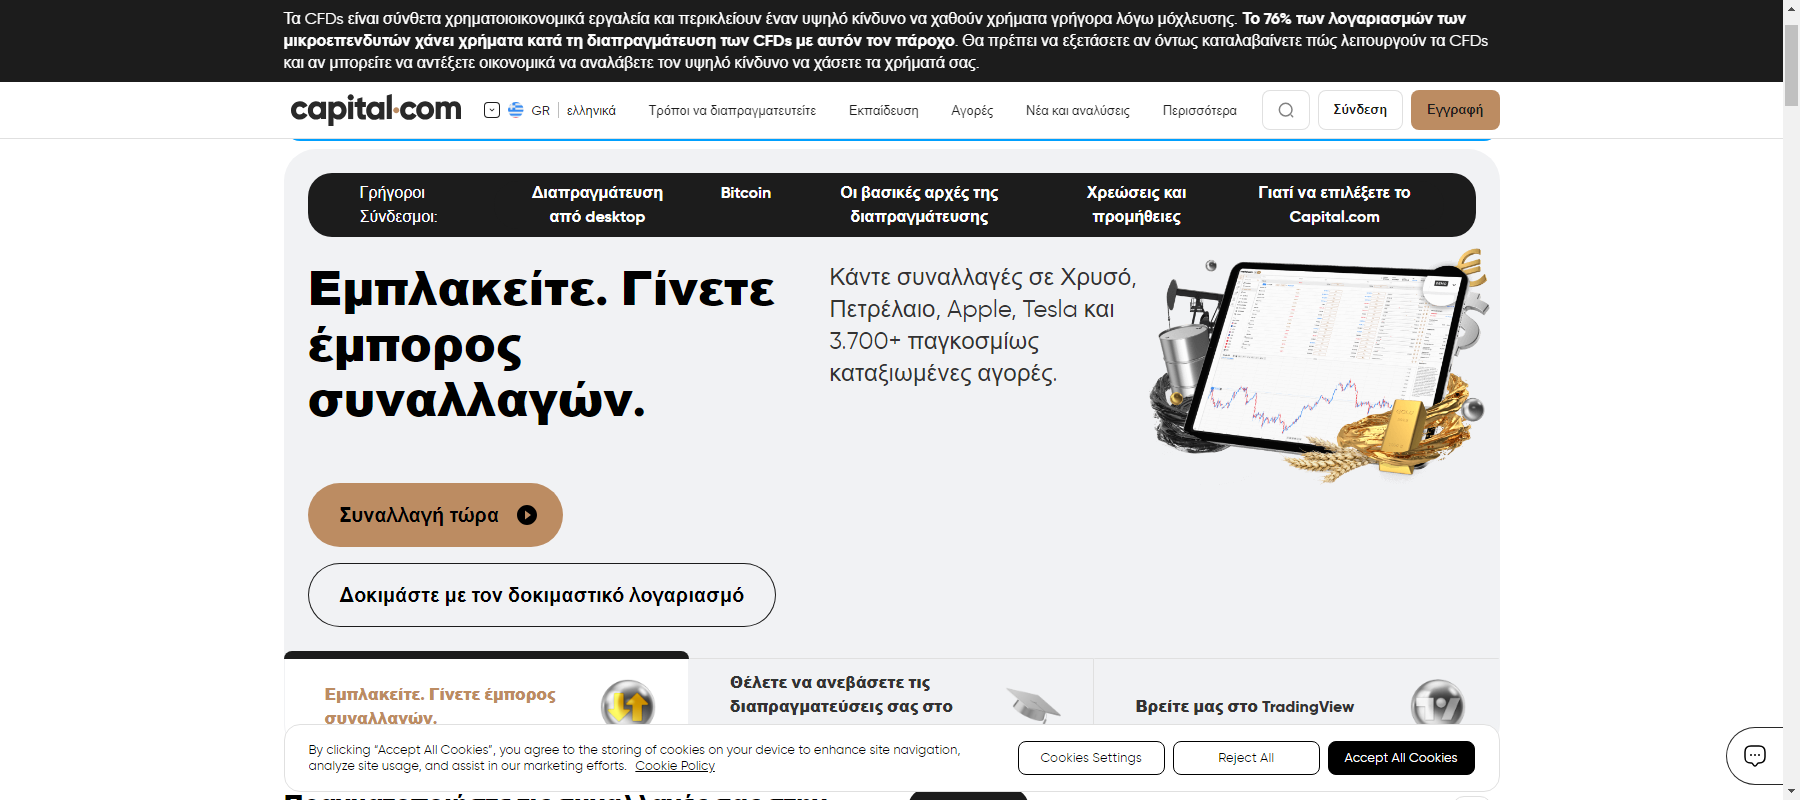 Τα CFDs είναι σύνθετα χρηματοιοικονομικά εργαλεία και περικλείουν έναν υψηλό κίνδυνο να χαθούν χρήματα γρήγορα λόγω μόχλευσης. Το 76% των λογαριασμών των
μικροεπενδυτών χάνει χρήματα κατά τη διαπραγμάτευση των CFDs με αυτόν τον πάροχο. Θα πρέπει να εξετάσετε αν όντως καταλαβαίνετε πώς λειτουργούν τα CFDs
και αν μπορείτε να αντέξετε οικονομικά να αναλάβετε τον υψηλό κίνδυνο να χάσετε τα χρήματά σας.
capital.com GR ελληνικά Τρόποι να διαπραγματευτείτε Εκπαίδευση Αγορές Νέα και αναλύσεις Περισσότερα Σύνδεση Εγγραφή
Γρήγοροι
Σύνδεσμοι:
Διαπραγμάτευση
από desktop
Bitcoin
Οι βασικές αρχές της
διαπραγμάτευσης
Χρεώσεις και
προμήθειες
Γιατί να επιλέξετε το
Capital.com
Εμπλακείτε. Γίνετε
έμπορος
συναλλαγών.
Κάντε συναλλαγές σε Χρυσό,
Πετρέλαιο, Apple, Tesla και
3.700+ παγκοσμίως
καταξιωμένες αγορές.
Συναλλαγή τώρα
Δοκιμάστε με τον δοκιμαστικό λογαριασμό
Εμπλακείτε. Γίνετε έμπορος
συναλλαγών.
Θέλετε να ανεβάσετε τις
διαπραγματεύσεις σας στο
Βρείτε μας στο TradingView
By clicking “Accept All Cookies”, you agree to the storing of cookies on your device to enhance site navigation,
analyze site usage, and assist in our marketing efforts. Cookie Policy
Cookies Settings
Reject All
Accept All Cookies